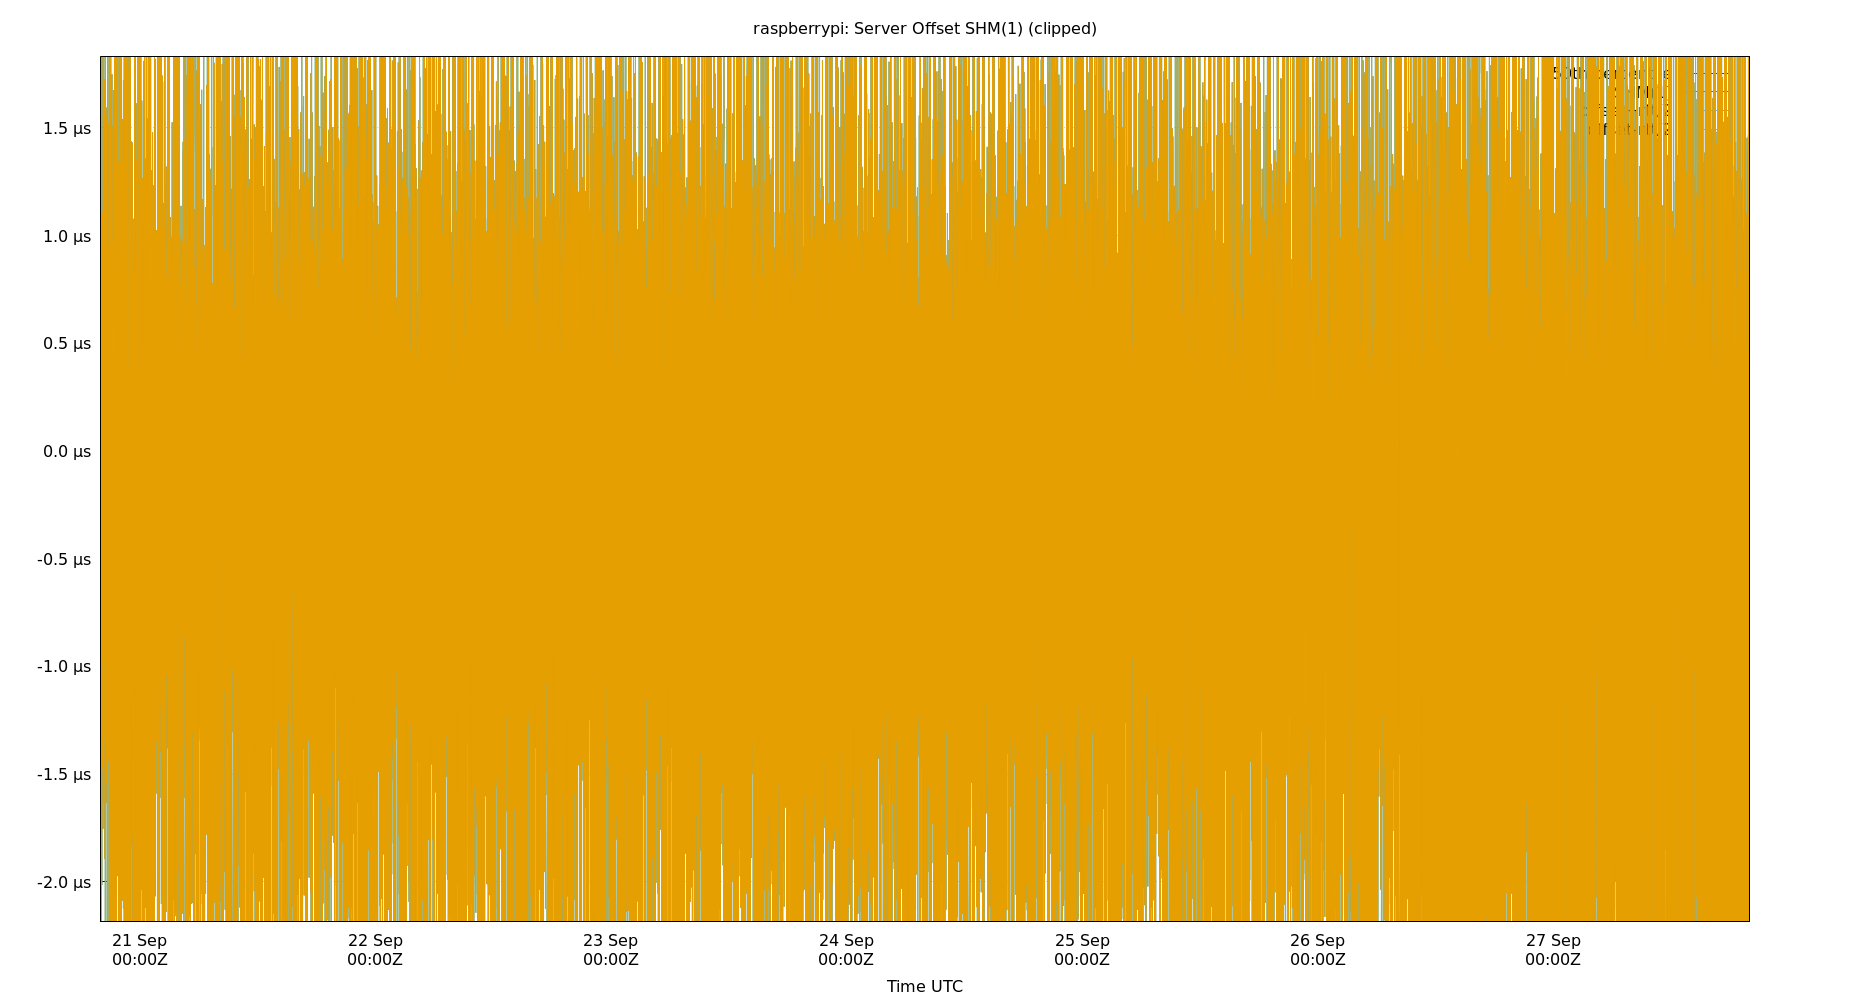 raspberrypi: Server Offset SHM(1) (clipped)
1.5 µs
1.0 µs
0.5 µs
0.0 µs
-0.5 µs
-1.0 µs
-1.5 µs
-2.0 µs
21 Sep 22 Sep 23 Sep 24 Sep 25 Sep 26 Sep 27 Sep
00:00Z 00:00Z 00:00Z 00:00Z 00:00Z 00:00Z 00:00Z
Time UTC